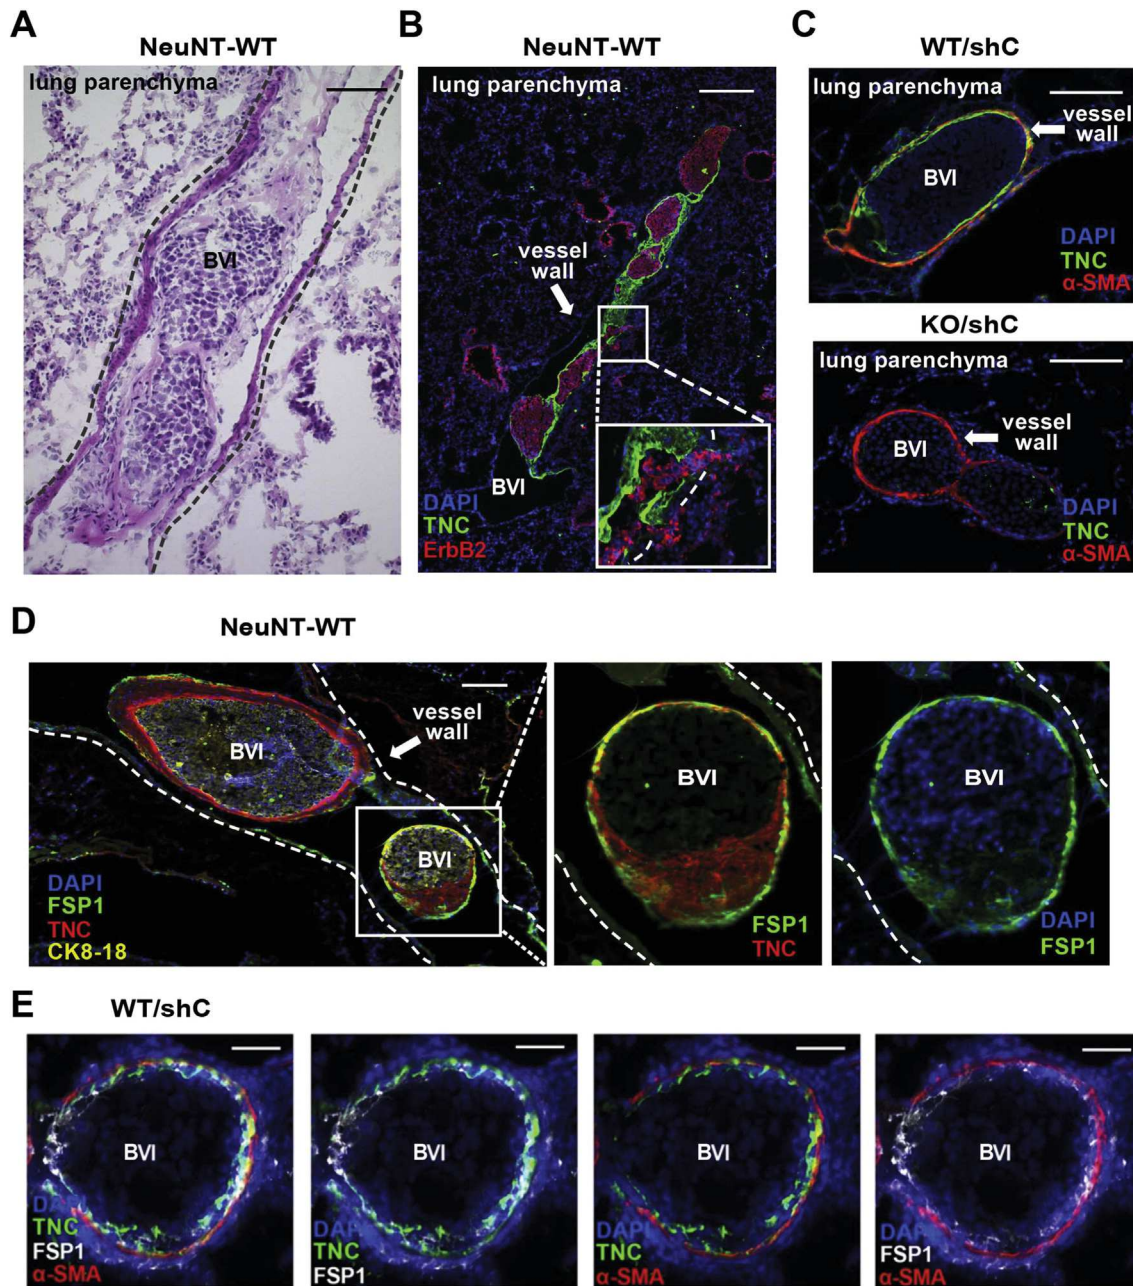 A
NeuNT-WT
lung parenchyma
BVI
B
NeuNT-WT
lung parenchyma
vessel
wall
BVI
DAPI
TNC
ErbB2
C
WT/shC
lung parenchyma
vessel
wall
BVI
DAPI
TNC
α-SMA
KO/shC
lung parenchyma
vessel
wall
BVI
DAPI
TNC
α-SMA
D
NeuNT-WT
vessel
wall
BVI
BVI
DAPI
FSP1
TNC
CK8-18
BVI
FSP1
TNC
BVI
DAPI
FSP1
E
WT/shC
BVI
DAPI
TNC
FSP1
α-SMA
BVI
DAPI
TNC
FSP1
BVI
DAPI
TNC
α-SMA
BVI
DAPI
FSP1
α-SMA